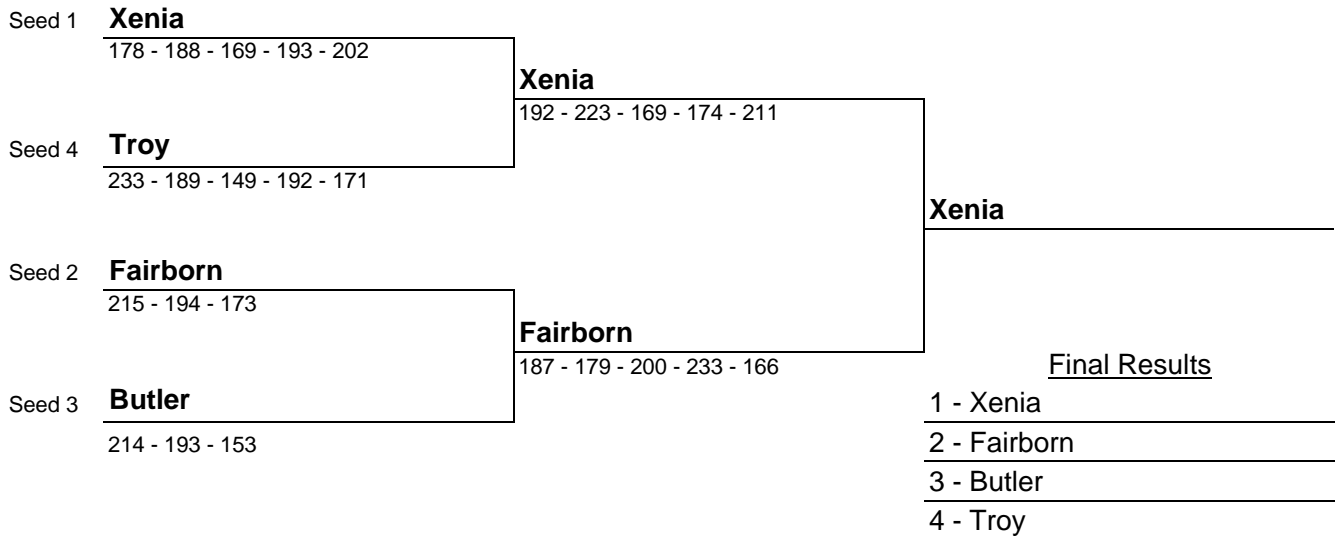 Seed 1 Xenia
178 - 188 - 169 - 193 - 202
Xenia
192 - 223 - 169 - 174 - 211
Seed 4 Troy
233 - 189 - 149 - 192 - 171
Xenia
Seed 2 Fairborn
215 - 194 - 173
Fairborn
187 - 179 - 200 - 233 - 166
Seed 3 Butler
214 - 193 - 153
Final Results
1 - Xenia
2 - Fairborn
3 - Butler
4 - Troy